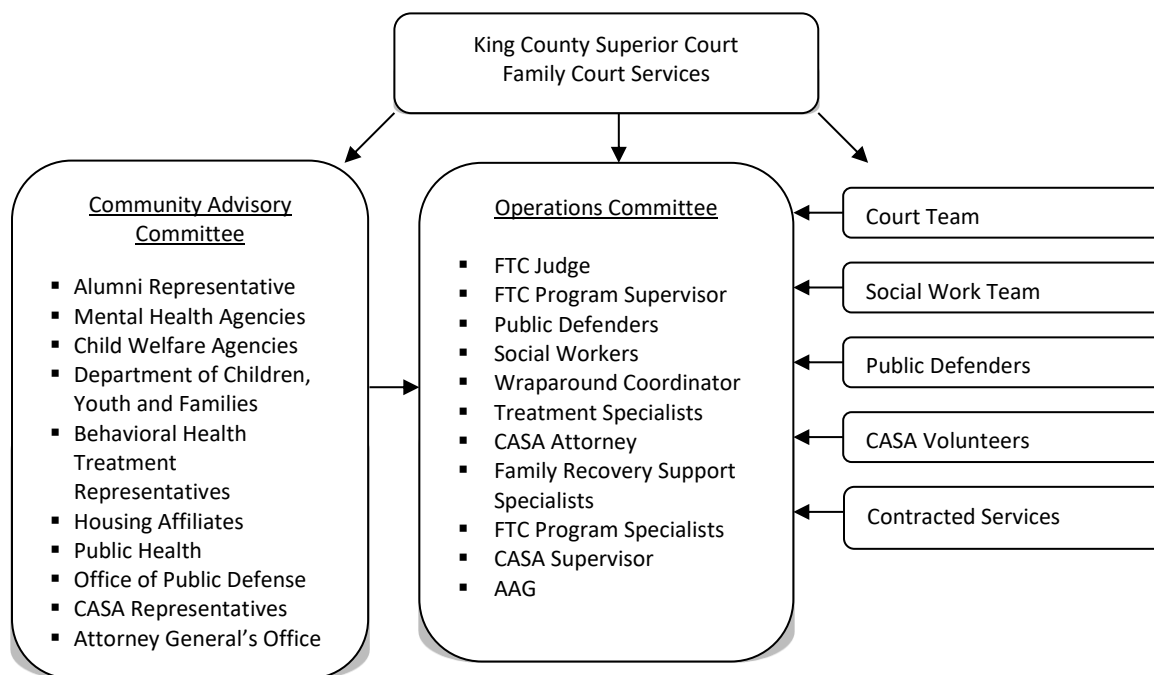 King County Superior Court
Family Court Services
Community Advisory
Committee
▪ Alumni Representative
▪ Mental Health Agencies
▪ Child Welfare Agencies
▪ Department of Children,
Youth and Families
▪ Behavioral Health
Treatment
Representatives
▪ Housing Affiliates
▪ Public Health
▪ Office of Public Defense
▪ CASA Representatives
▪ Attorney General’s Office
Operations Committee
▪ FTC Judge
▪ FTC Program Supervisor
▪ Public Defenders
▪ Social Workers
▪ Wraparound Coordinator
▪ Treatment Specialists
▪ CASA Attorney
▪ Family Recovery Support
Specialists
▪ FTC Program Specialists
▪ CASA Supervisor
▪ AAG
Court Team
Social Work Team
Public Defenders
CASA Volunteers
Contracted Services